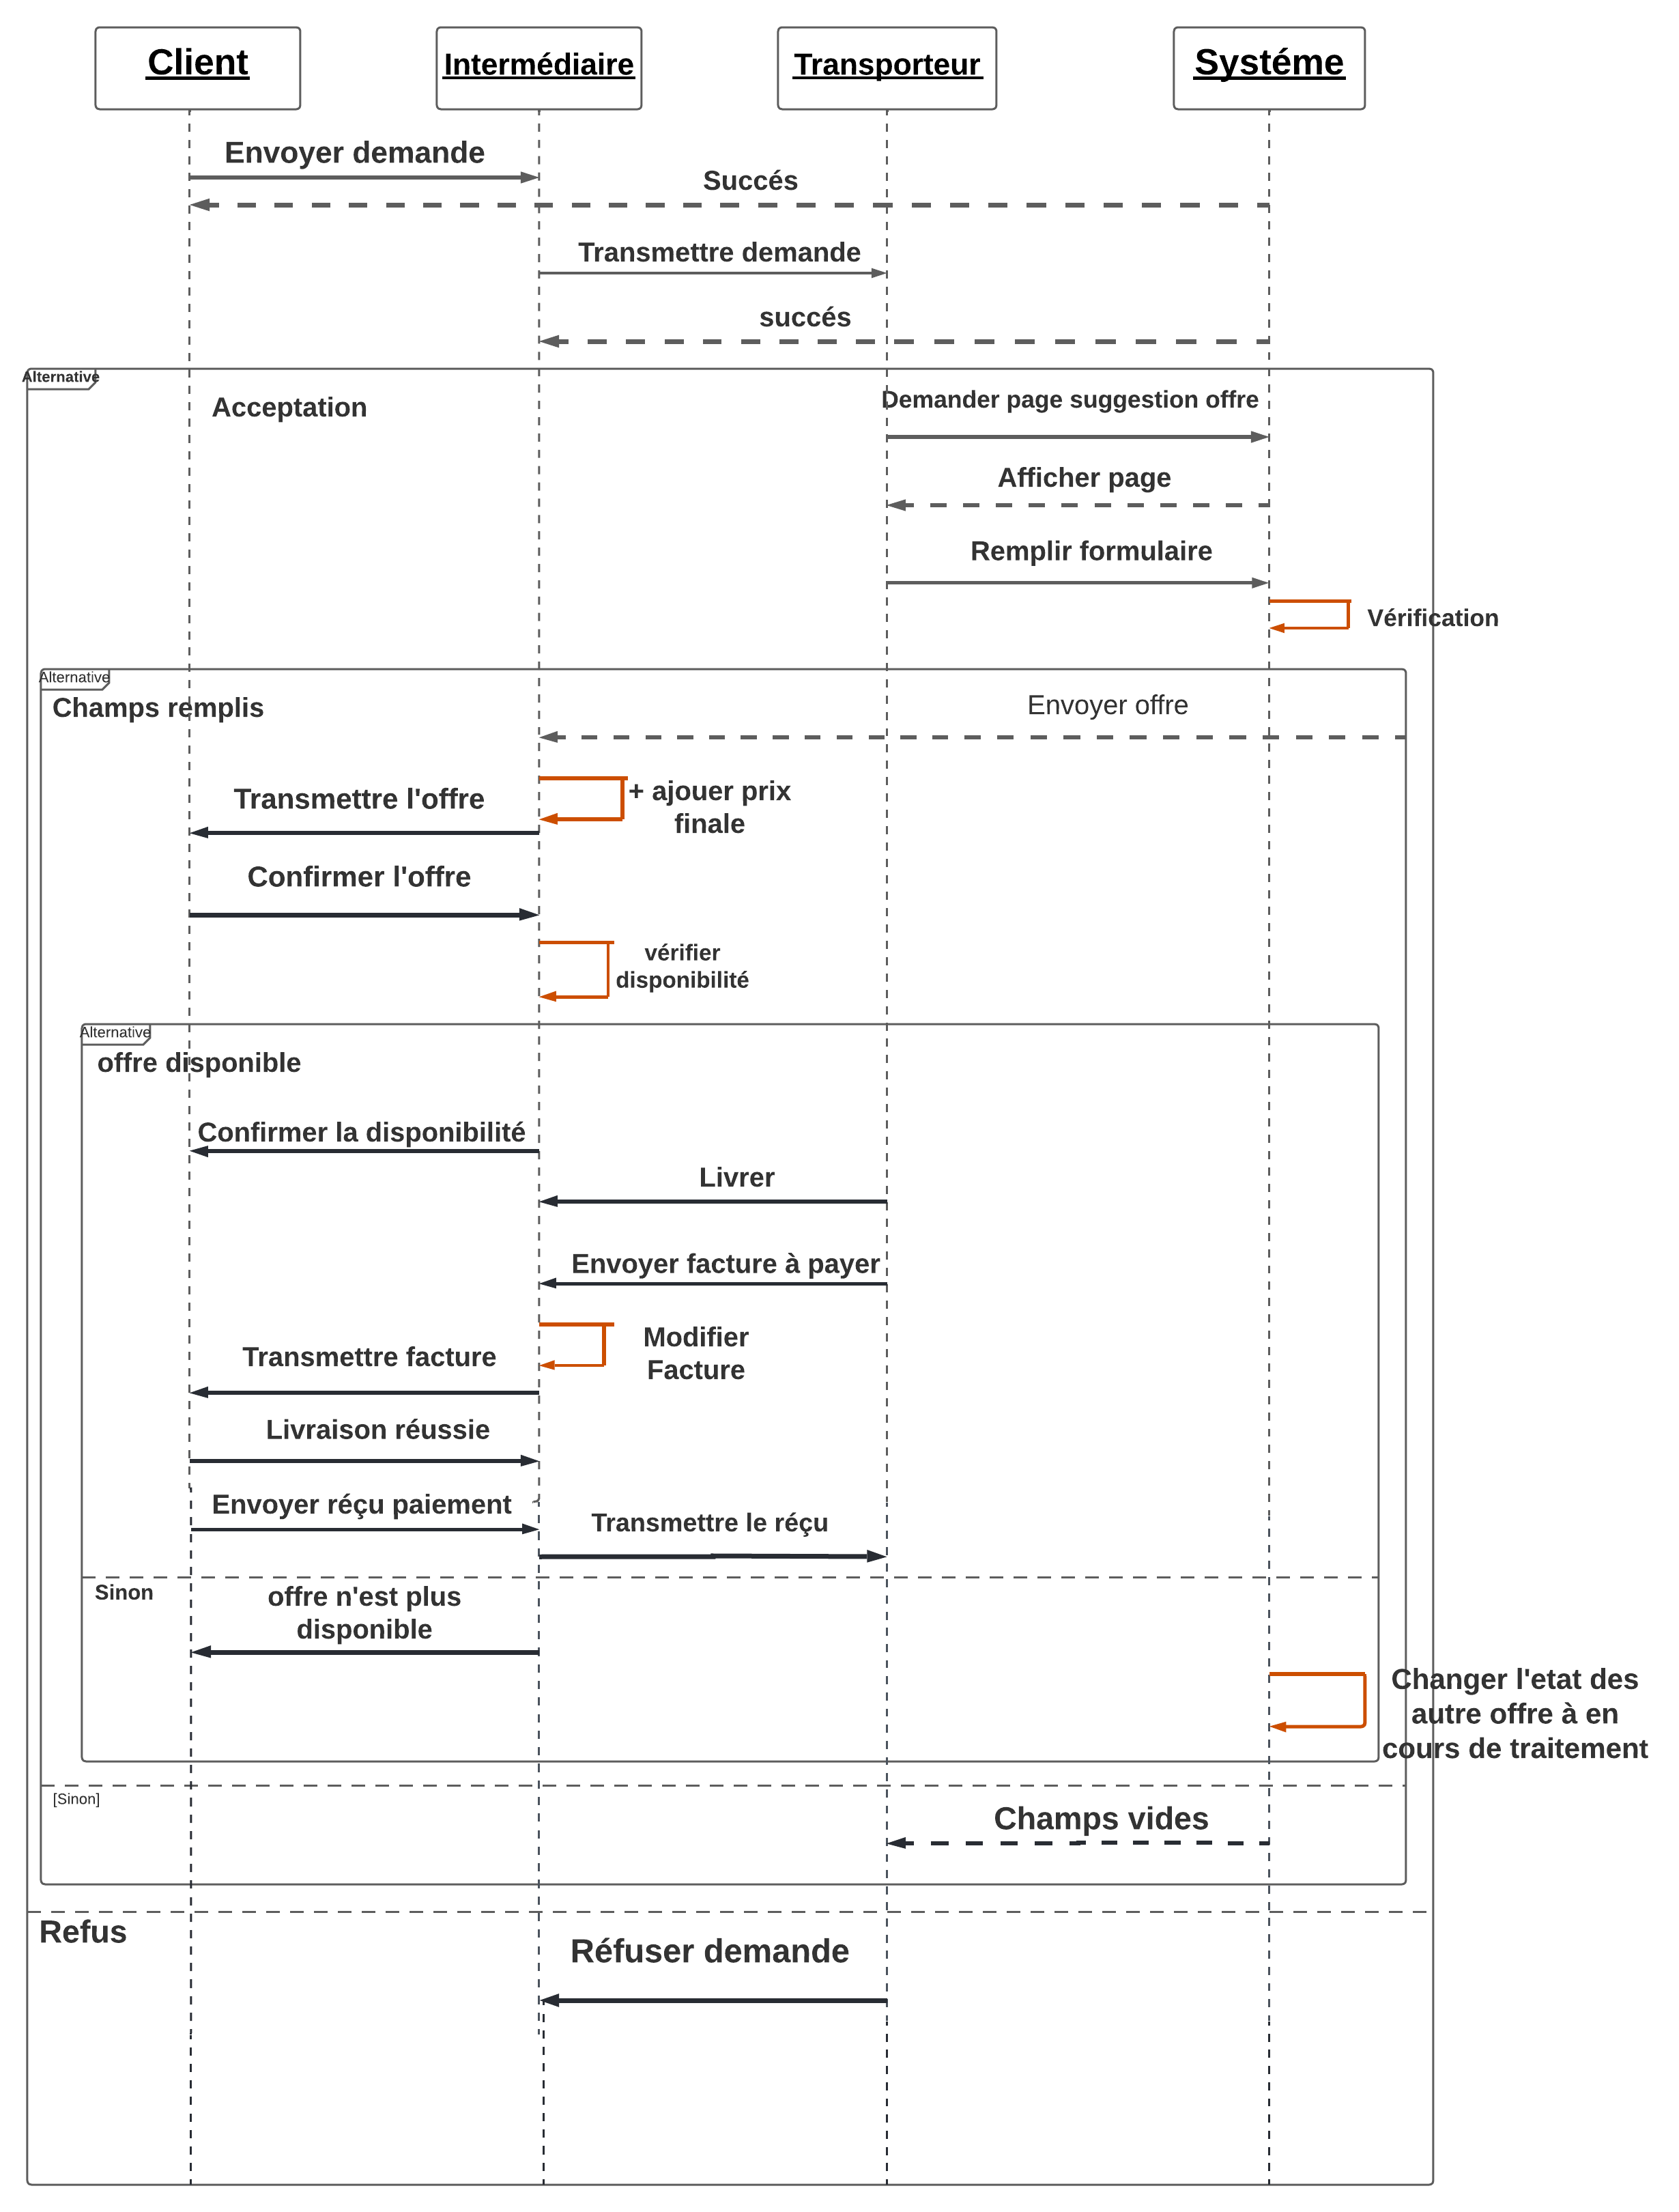 Client
Intermédiaire
Transporteur
Systéme
Envoyer demande
Succés
Transmettre demande
succés
Alternative
Acceptation
Demander page suggestion offre
Afficher page
Remplir formulaire
Vérification
Alternative
Champs remplis
Envoyer offre
+ ajouer prix
finale
Transmettre l'offre
Confirmer l'offre
vérifier
disponibilité
Alternative
offre disponible
Confirmer la disponibilité
Livrer
Envoyer facture à payer
Modifier
Facture
Transmettre facture
Livraison réussie
Envoyer réçu paiement
Transmettre le réçu
Sinon
offre n'est plus
disponible
Changer l'etat des
autre offre à en
cours de traitement
[Sinon]
Champs vides
Refus
Réfuser demande